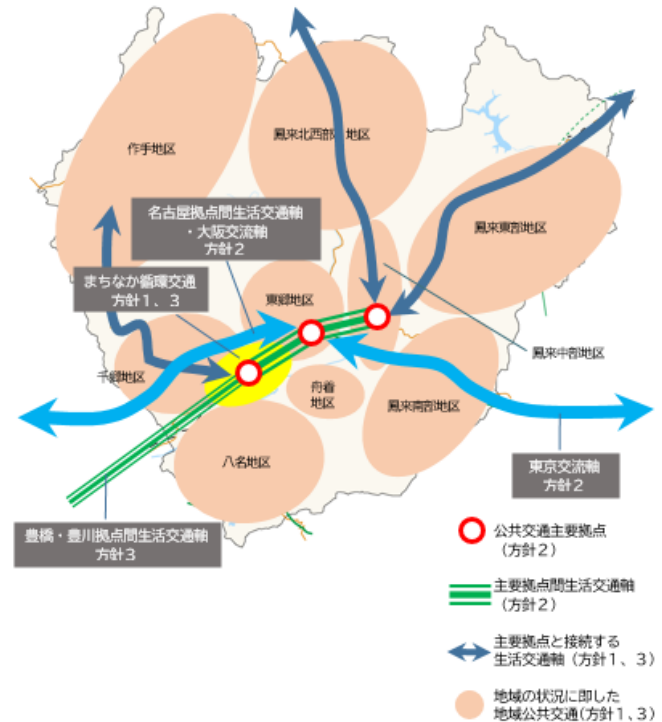 作手地区
鳳来北西部地区
名古屋拠点間生活交通軸
・大阪交流軸
方針2
鳳来東部地区
まちなか循環交通
方針1、3
東郷地区
鳳来中部地区
千郷地区
舟着
地区
鳳来南部地区
八名地区
東京交流軸
方針2
豊橋・豊川拠点間生活交通軸
方針3
公共交通主要拠点
(方針2)
主要拠点間生活交通軸
(方針2)
主要拠点と接続する
生活交通軸(方針1、3)
地域の状況に即した
地域公共交通(方針1、3)